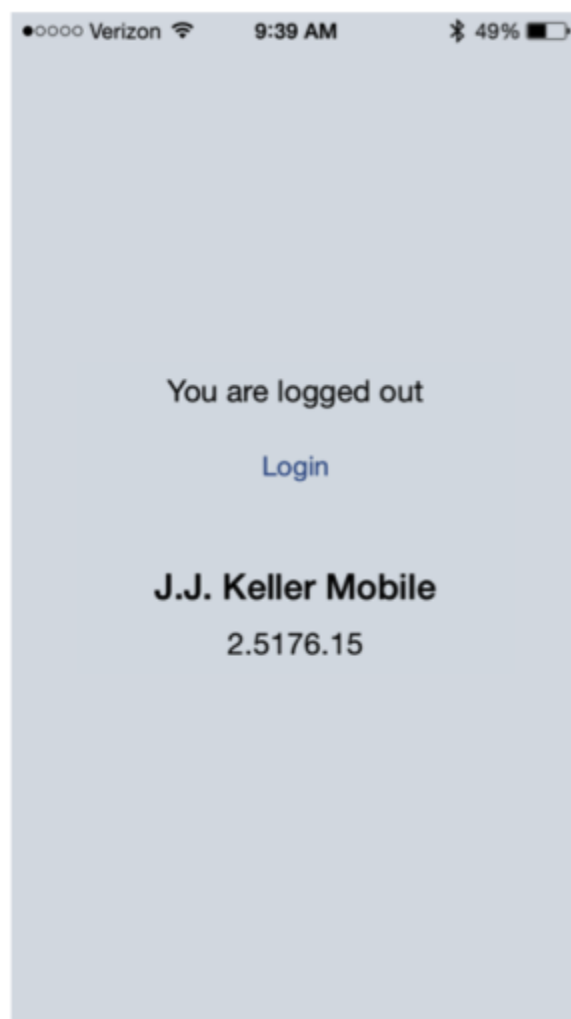 Verizon 9:39 AM 49%
You are logged out
Login
J.J. Keller Mobile
2.5176.15